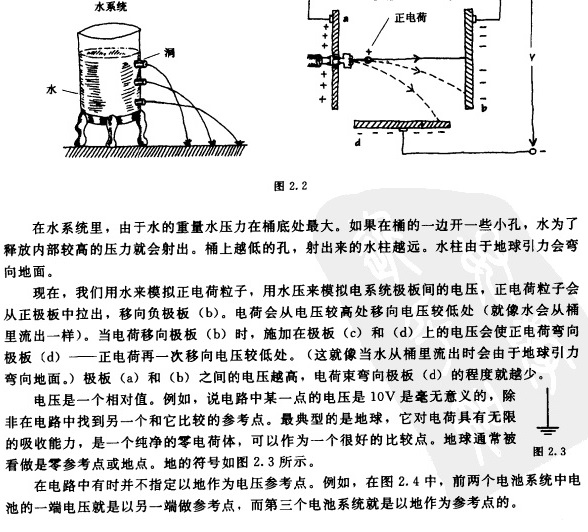 水系统
洞
水
a
正电荷
V
b
d
图 2.2
在水系统里，由于水的重量水压力在桶底处最大。如果在桶的一边开一些小孔，水为了
释放内部较高的压力就会射出。桶上越低的孔，射出来的水柱越远。水柱由于地球引力会弯
向地面。
现在，我们用水来模拟正电荷粒子，用水压来模拟电系统极板间的电压，正电荷粒子会
从正极板中拉出，移向负极板（b）。电荷会从电压较高处移向电压较低处（就像水会从桶
里流出一样）。当电荷移向极板（b）时，施加在极板（c）和（d）上的电压会使正电荷弯向
极板（d）——正电荷再一次移向电压较低处。（这就像当水从桶里流出时会由于地球引力
弯向地面。）极板（a）和（b）之间的电压越高，电荷束弯向极板（d）的程度就越少。
电压是一个相对值。例如，说电路中某一点的电压是 10V 是毫无意义的，除
非在电路中找到另一个和它比较的参考点。最典型的是地球，它对电荷具有无限
的吸收能力，是一个纯净的零电荷体，可以作为一个很好的比较点。地球通常被
看做是零参考点或地点。地的符号如图 2.3 所示。
图 2.3
在电路中有时并不指定以地作为电压参考点。例如，在图 2.4 中，前两个电池系统中电
池的一端电压就是以另一端做参考点，而第三个电池系统就是以地作为参考点的。